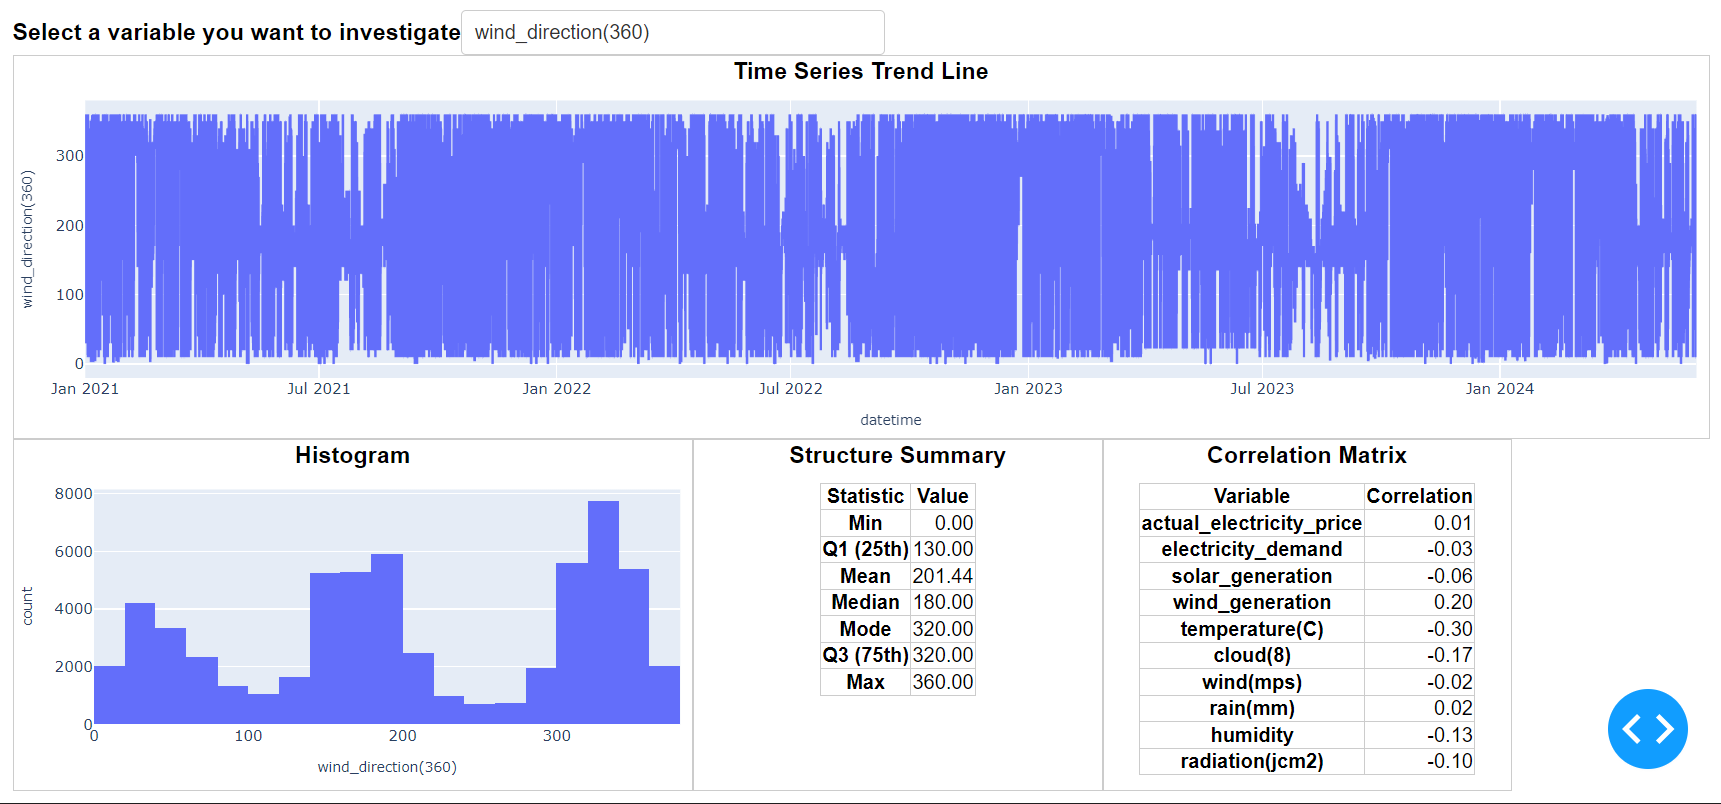 Select a variable you want to investigate wind_direction(360)
Time Series Trend Line
wind_direction(360)
300
200
100
0
Jan 2021 Jul 2021 Jan 2022 Jul 2022 Jan 2023 Jul 2023 Jan 2024
datetime
Histogram
count
8000
6000
4000
2000
0
0 100 200 300
wind_direction(360)
Structure Summary
Statistic Value
Min 0.00
Q1 (25th) 130.00
Mean 201.44
Median 180.00
Mode 320.00
Q3 (75th) 320.00
Max 360.00
Correlation Matrix
Variable Correlation
actual_electricity_price 0.01
electricity_demand -0.03
solar_generation -0.06
wind_generation 0.20
temperature(C) -0.30
cloud(8) -0.17
wind(mps) -0.02
rain(mm) 0.02
humidity -0.13
radiation(jcm2) -0.10